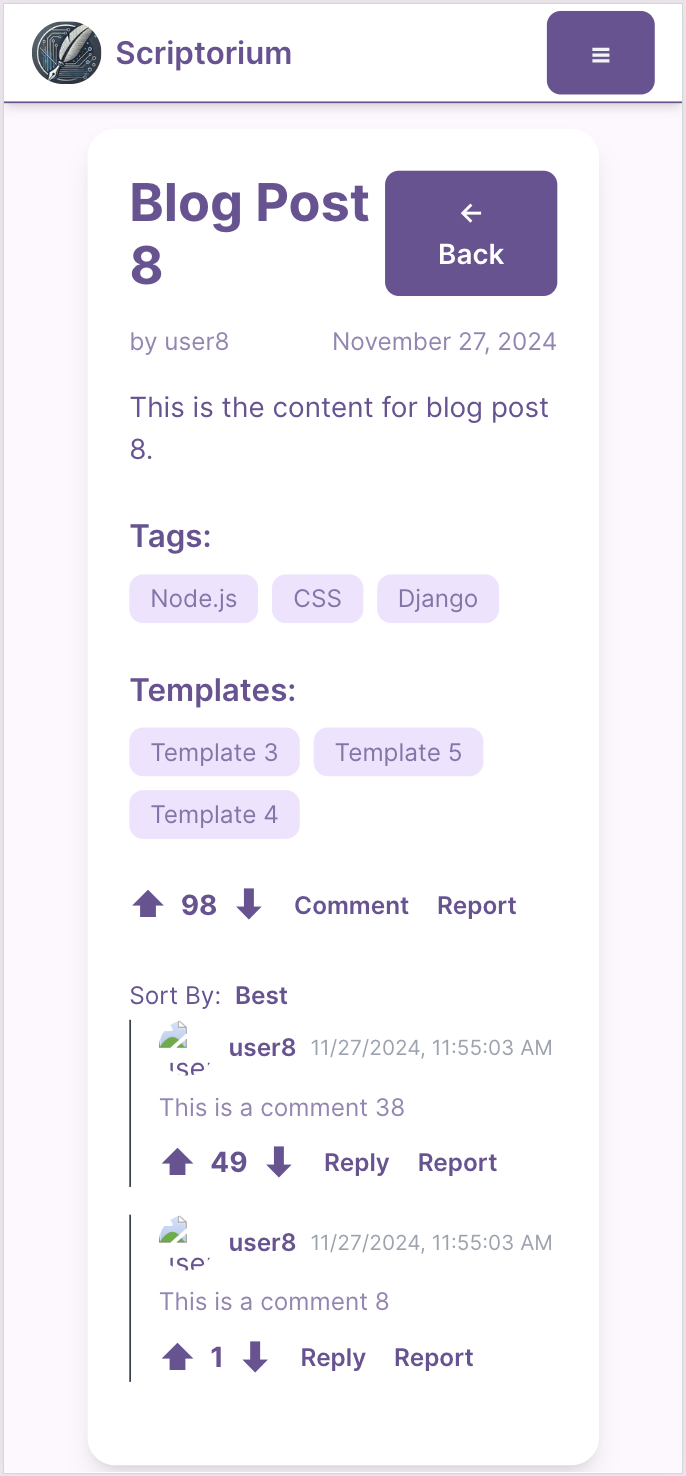 Scriptorium
≡
Blog Post
8
←
Back
by user8 November 27, 2024
This is the content for blog post
8.
Tags:
Node.js CSS Django
Templates:
Template 3 Template 5
Template 4
98 Comment Report
Sort By: Best
user8 11/27/2024, 11:55:03 AM
This is a comment 38
49 Reply Report
user8 11/27/2024, 11:55:03 AM
This is a comment 8
1 Reply Report